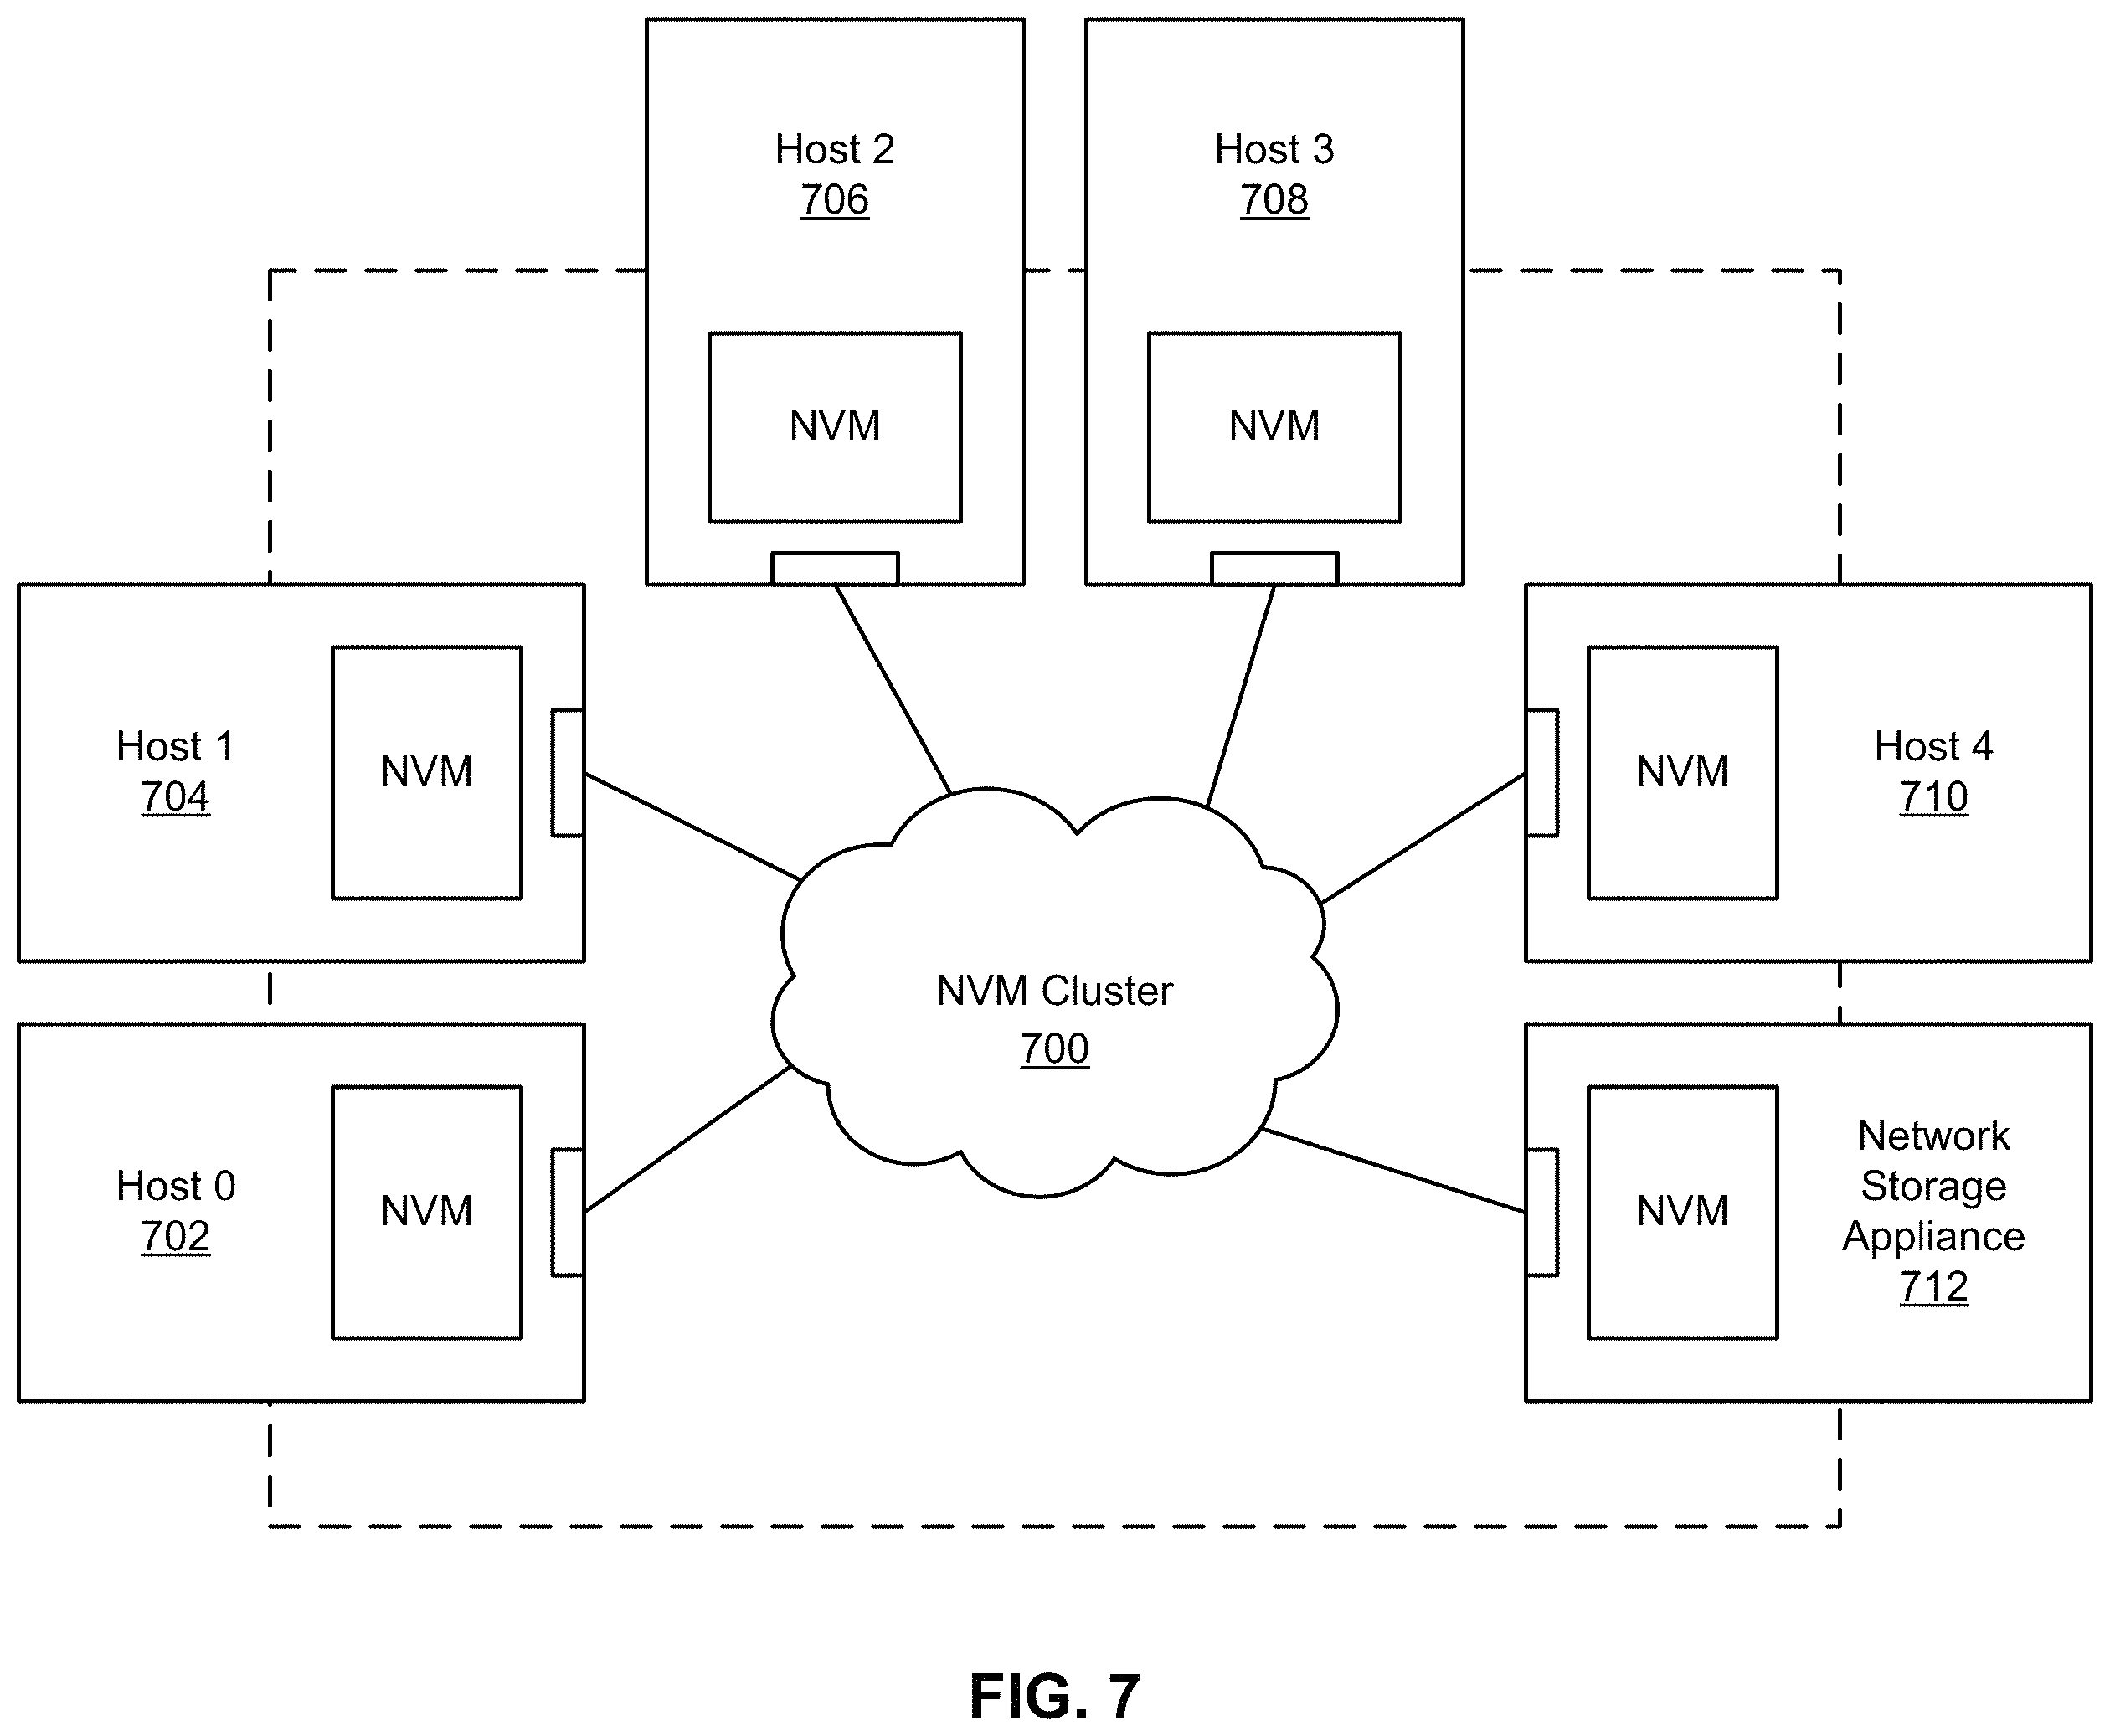 Host 2
706
NVM
Host 3
708
NVM
Host 1
704
NVM
NVM
Host 4
710
NVM Cluster
700
Host 0
702
NVM
NVM
Network
Storage
Appliance
712
FIG. 7